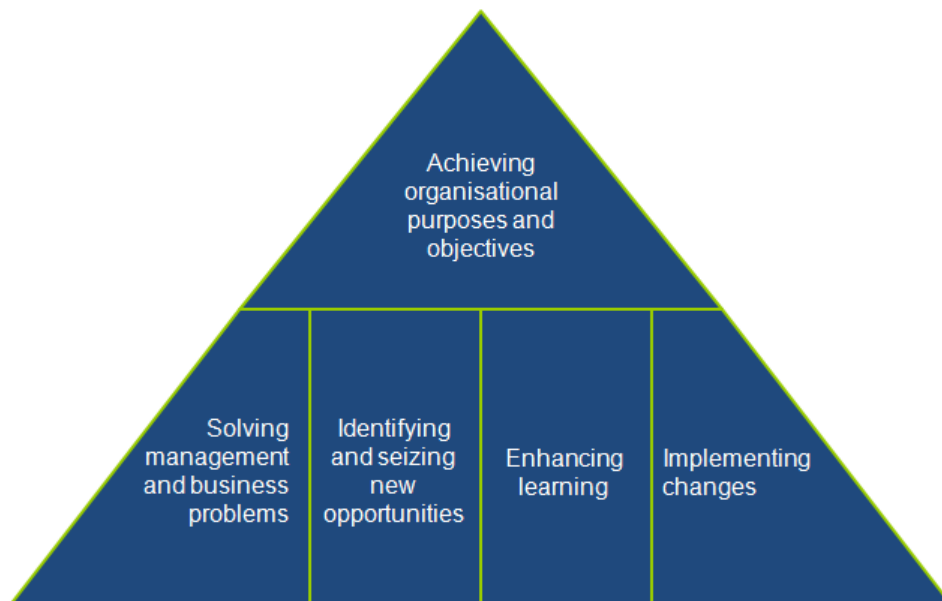 Achieving
organisational
purposes and
objectives
Solving
management
and business
problems
Identifying
and seizing
new
opportunities
Enhancing
learning
Implementing
changes